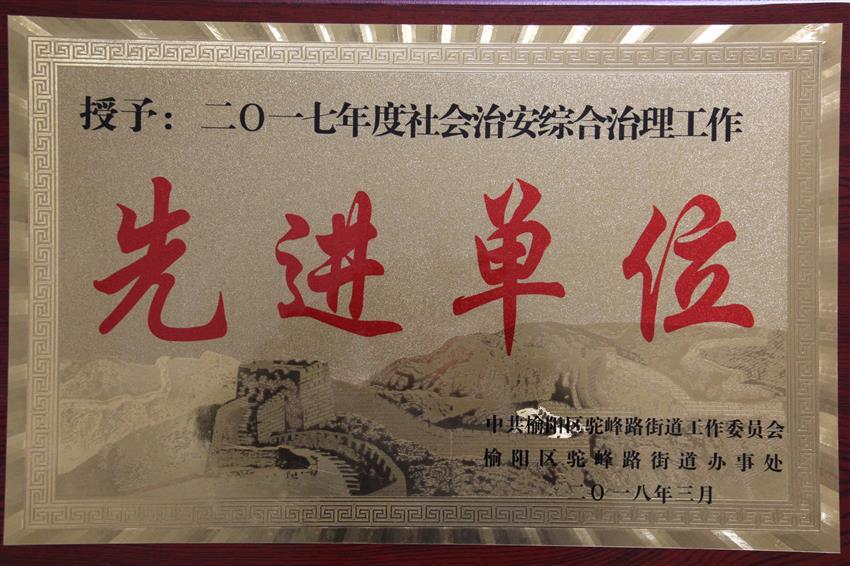 授予：二〇一七年度社会治安综合治理工作
先进单位
中共榆阳区驼峰路街道工作委员会
榆阳区驼峰路街道办事处
二〇一八年三月